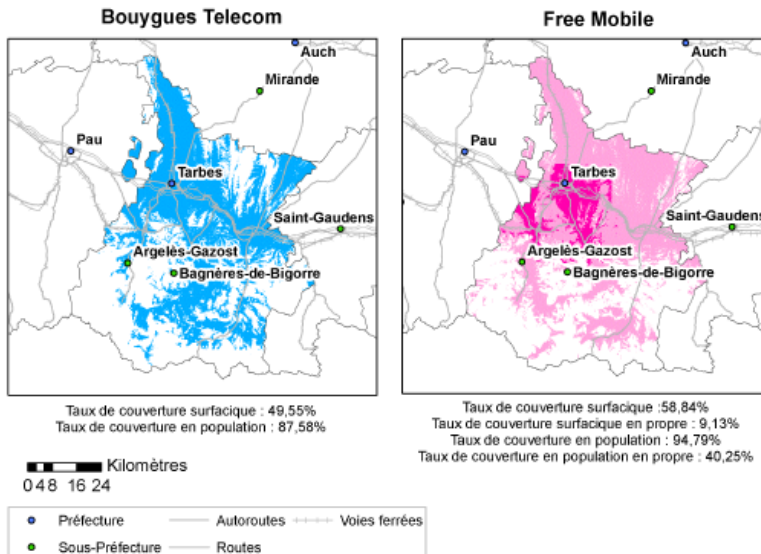 Bouygues Telecom
Auch
Mirande
Pau
Tarbes
Saint-Gaudens
Argelès-Gazost
Bagnères-de-Bigorre
Taux de couverture surfacique : 49,55%
Taux de couverture en population : 87,58%
Free Mobile
Auch
Mirande
Pau
Tarbes
Saint-Gaudens
Argelès-Gazost
Bagnères-de-Bigorre
Taux de couverture surfacique :58,84%
Taux de couverture surfacique en propre : 9,13%
Taux de couverture en population : 94,79%
Taux de couverture en population en propre : 40,25%
Kilomètres
0 4 8 16 24
Préfecture
Autoroutes
Voies ferrées
Sous-Préfecture
Routes